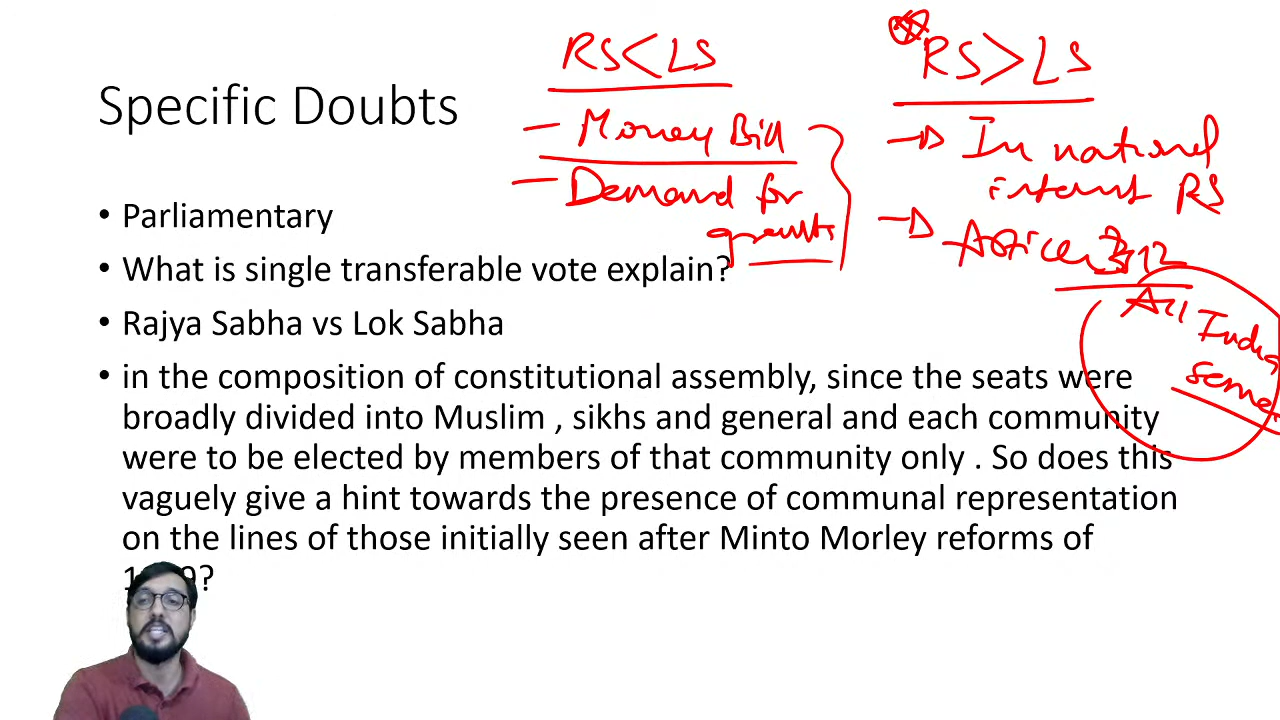 Specific Doubts
RS < LS
- Money Bill
- Demand for
grants
RS > LS
→ In national
interest RS
→ Article 312
All India
• Parliamentary
• What is single transferable vote explain?
• Rajya Sabha vs Lok Sabha
• in the composition of constitutional assembly, since the seats were
broadly divided into Muslim , sikhs and general and each community
were to be elected by members of that community only . So does this
vaguely give a hint towards the presence of communal representation
on the lines of those initially seen after Minto Morley reforms of